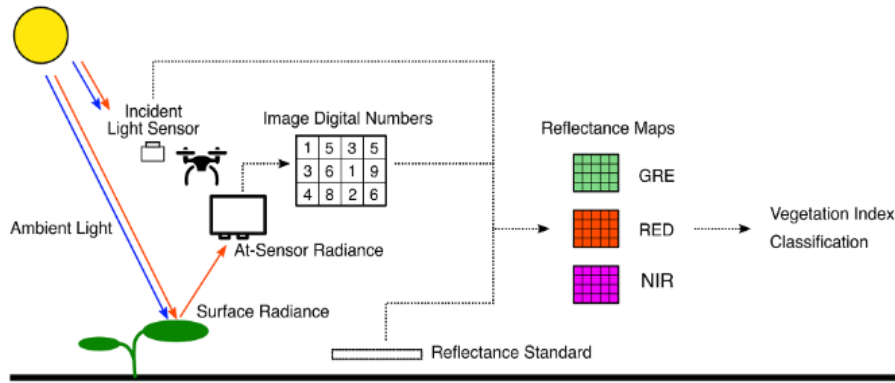 Incident
Light Sensor
Image Digital Numbers
1 5 3 5
3 6 1 9
4 8 2 6
Ambient Light
At-Sensor Radiance
Surface Radiance
Reflectance Standard
Reflectance Maps
GRE
RED
NIR
Vegetation Index
Classification